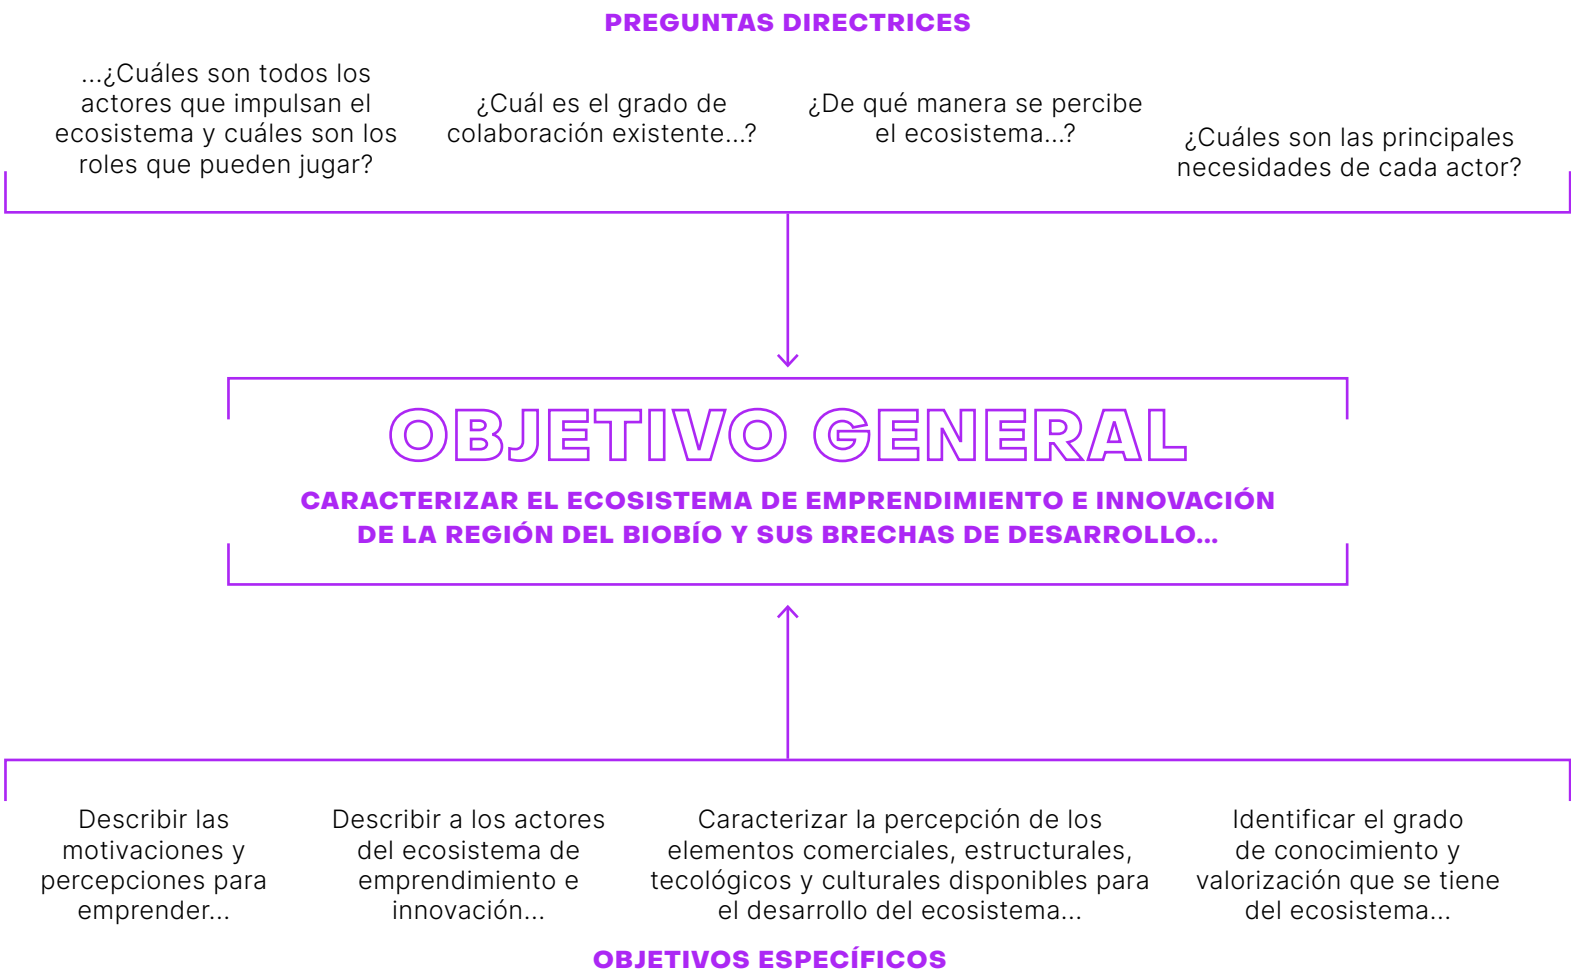 PREGUNTAS DIRECTRICES
...¿Cuáles son todos los
actores que impulsan el
ecosistema y cuáles son los
roles que pueden jugar?
¿Cuál es el grado de
colaboración existente...?
¿De qué manera se percibe
el ecosistema...?
¿Cuáles son las principales
necesidades de cada actor?
OBJETIVO GENERAL
CARACTERIZAR EL ECOSISTEMA DE EMPRENDIMIENTO E INNOVACIÓN
DE LA REGIÓN DEL BIOBÍO Y SUS BRECHAS DE DESARROLLO...
Describir las
motivaciones y
percepciones para
emprender...
Describir a los actores
del ecosistema de
emprendimiento e
innovación...
Caracterizar la percepción de los
elementos comerciales, estructurales,
tecológicos y culturales disponibles para
el desarrollo del ecosistema...
Identificar el grado
de conocimiento y
valorización que se tiene
del ecosistema...
OBJETIVOS ESPECÍFICOS